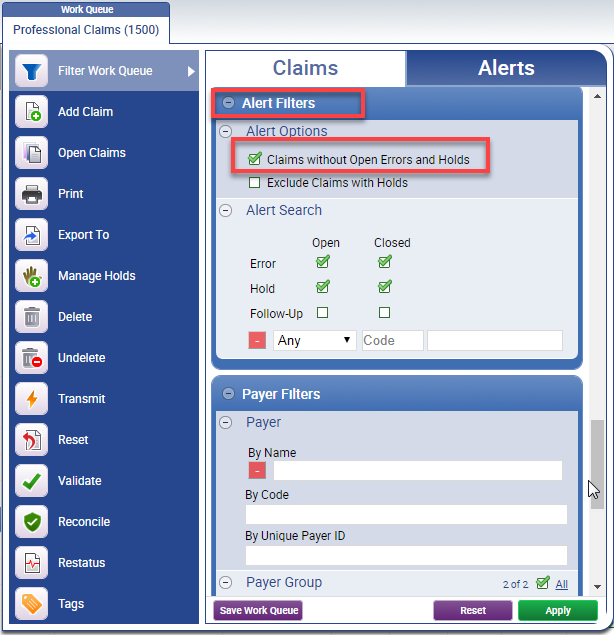 Work Queue
Professional Claims (1500)
Filter Work Queue
Add Claim
Open Claims
Print
Export To
Manage Holds
Delete
Undelete
Transmit
Reset
Validate
Reconcile
Restatus
Tags
Claims Alerts
Alert Filters
Alert Options
Claims without Open Errors and Holds
Exclude Claims with Holds
Alert Search
Open Closed
Error
Hold
Follow-Up
- Any Code
Payer Filters
Payer
By Name
-
By Code
By Unique Payer ID
Payer Group 2 of 2 All
Save Work Queue Reset Apply